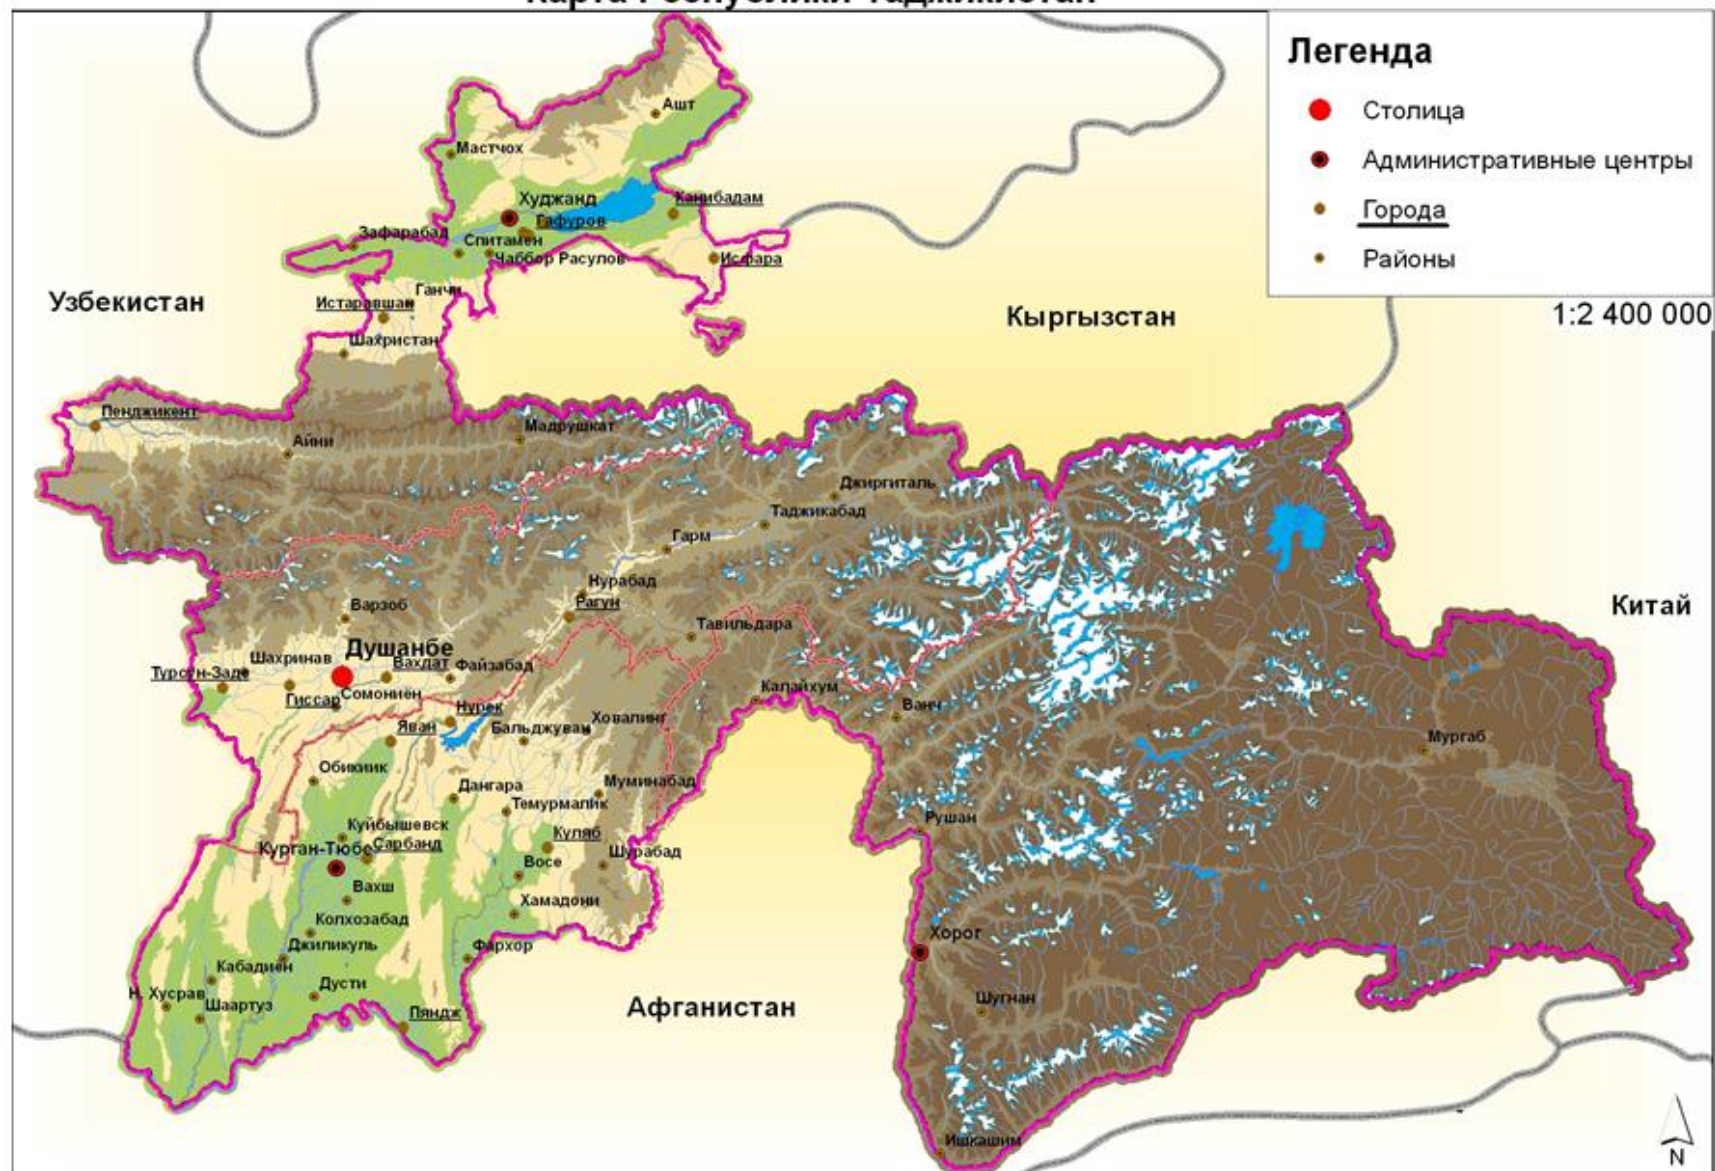 Карта Республики Таджикистан
Легенда
Столица
Административные центры
Города
Районы
1:2 400 000
Ашт
Мастчох
Худжанд
Канибадам
Гафуров
Зафарабад
Спитамен
Чаббор Расулов
Исфара
Ганчи
Истаравшан
Узбекистан
Кыргызстан
Шахристан
Пенджикент
Мадрушкат
Айни
Джиргиталь
Таджикабад
Гарм
Нурабад
Рагун
Варзоб
Китай
Тавильдара
Душанбе
Шахринав
Вахдат
Файзабад
Турсун-Заде
Гиссар
Сомониён
Калайхум
Нурек
Ванч
Яван
Бальджуван
Ховалинг
Мургаб
Обикиик
Дангара
Муминабад
Темурмалик
Рушан
Куйбышевск
Куляб
Сарбанд
Курган-Тюбе
Восе
Шурабад
Вахш
Хамадони
Колхозабад
Хорог
Джиликуль
Фархор
Кабадиён
Дусти
Н. Хусрав
Шаартуз
Шугнан
Афганистан
Пяндж
Ишкашим
N